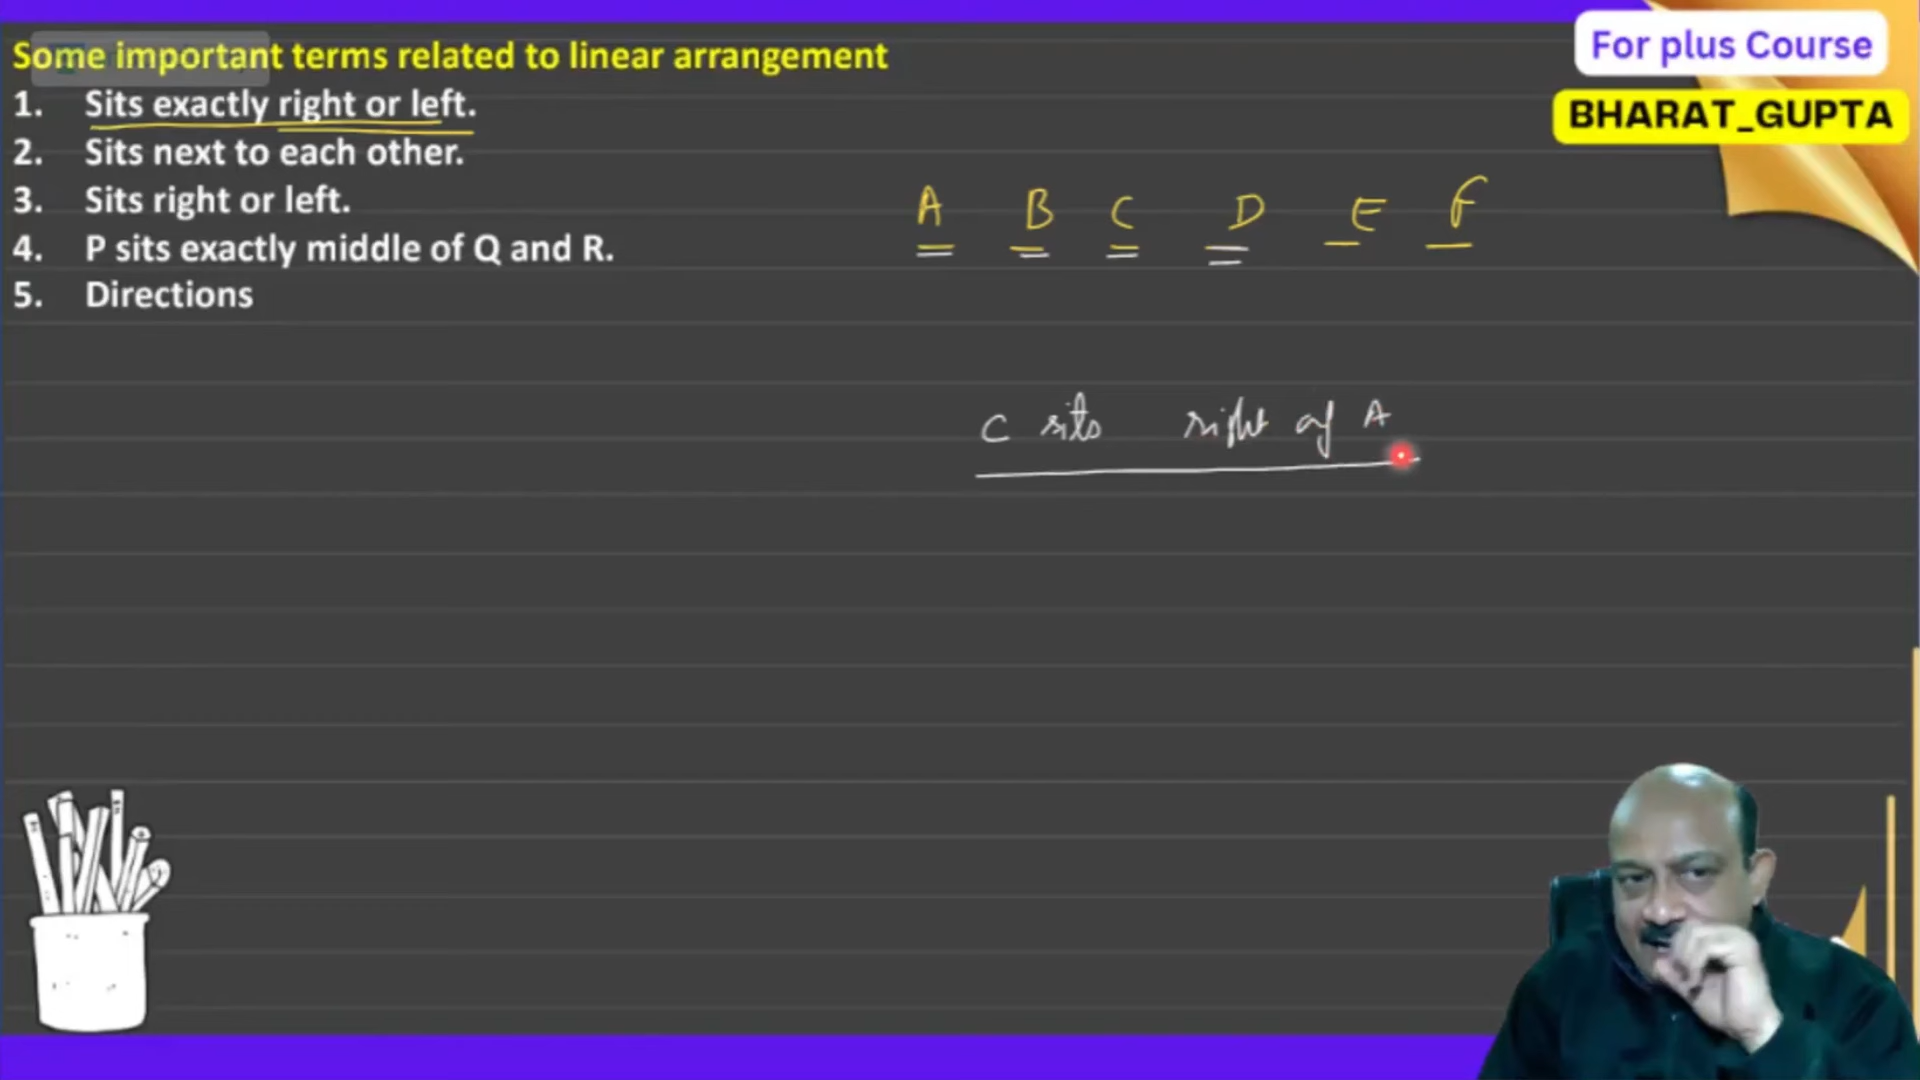 Some important terms related to linear arrangement
1. Sits exactly right or left.
2. Sits next to each other.
3. Sits right or left.
4. P sits exactly middle of Q and R.
5. Directions
For plus Course
BHARAT_GUPTA
A B C D E F
C sits right of A